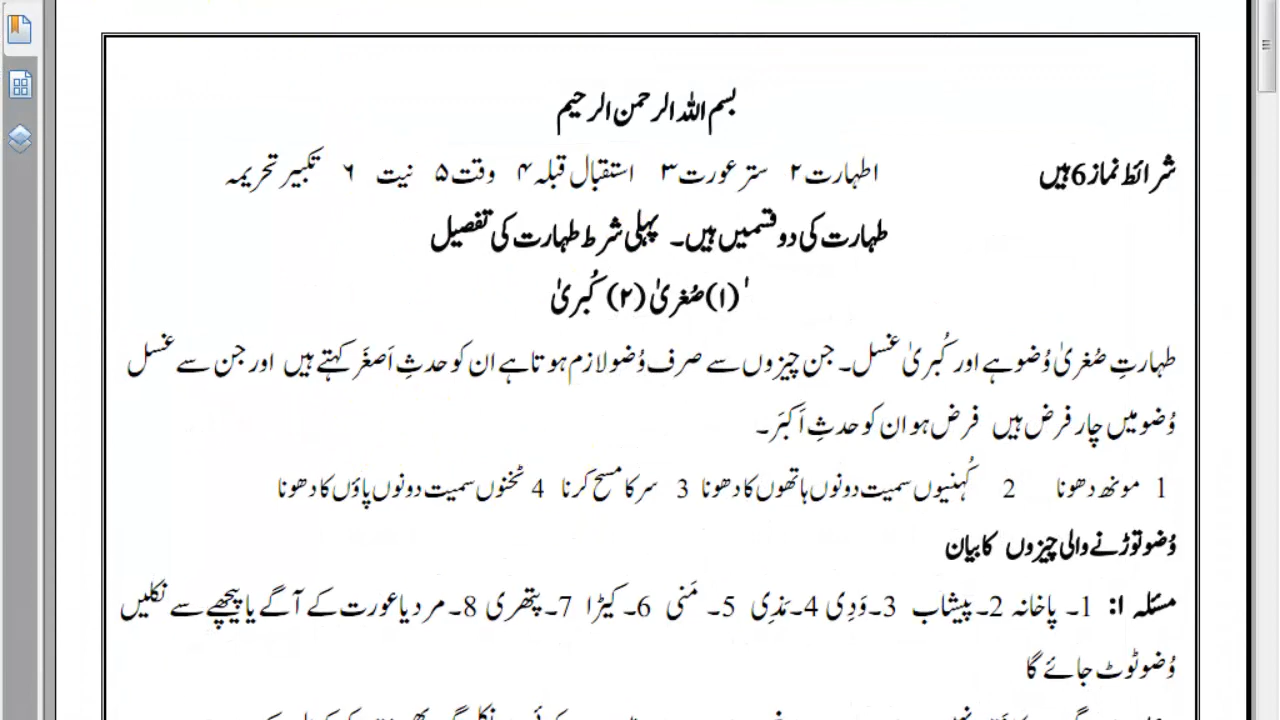 بسم اللہ الرحمن الرحیم
شرائط نماز 6 ہیں ا طہارت ۲ ستر عورت ۳ استقبال قبلہ ۴ وقت ۵ نیت ۶ تکبیر تحریمہ
طہارت کی دو قسمیں ہیں۔ پہلی شرط طہارت کی تفصیل
'(۱) صُغریٰ (۲) کُبریٰ
طہارتِ صُغریٰ وُضو ہے اور کُبریٰ غسل۔ جن چیزوں سے صرف وُضو لازم ہوتا ہے ان کو حدثِ اَصغَر کہتے ہیں اور جن سے غسل
وُضو میں چار فرض ہیں فرض ہو ان کو حدثِ اَکبَر۔
1 مونھ دھونا 2 کُہنیوں سمیت دونوں ہاتھوں کا دھونا 3 سر کا مسح کرنا 4 ٹخنوں سمیت دونوں پاؤں کا دھونا
وُضو توڑنے والی چیزوں کا بیان
مسئلہ ا: 1۔ پاخانہ 2۔ پیشاب 3۔ وَدِی 4۔ مَذِی 5۔ مَنی 6۔ کیڑا 7۔ پتھری 8۔ مرد یا عورت کے آگے یا پیچھے سے نکلیں
وُضو ٹوٹ جائے گا